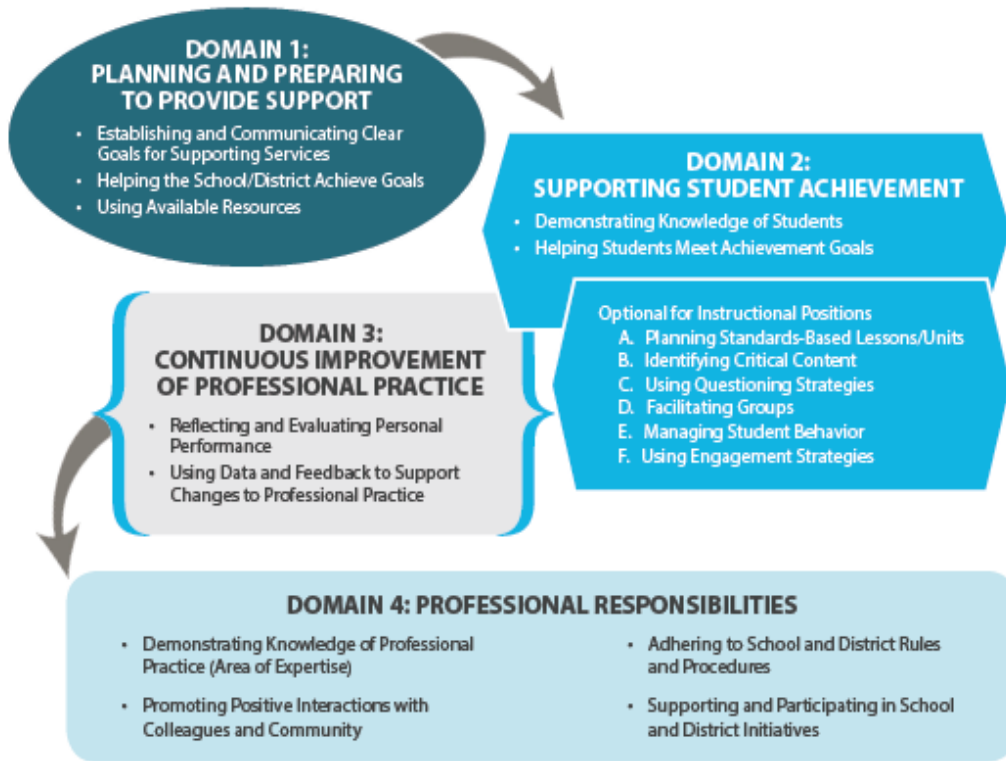 DOMAIN 1:
PLANNING AND PREPARING
TO PROVIDE SUPPORT
• Establishing and Communicating Clear
Goals for Supporting Services
• Helping the School/District Achieve Goals
• Using Available Resources
DOMAIN 2:
SUPPORTING STUDENT ACHIEVEMENT
• Demonstrating Knowledge of Students
• Helping Students Meet Achievement Goals
Optional for Instructional Positions
A. Planning Standards-Based Lessons/Units
B. Identifying Critical Content
C. Using Questioning Strategies
D. Facilitating Groups
E. Managing Student Behavior
F. Using Engagement Strategies
DOMAIN 3:
CONTINUOUS IMPROVEMENT
OF PROFESSIONAL PRACTICE
• Reflecting and Evaluating Personal
Performance
• Using Data and Feedback to Support
Changes to Professional Practice
DOMAIN 4: PROFESSIONAL RESPONSIBILITIES
• Demonstrating Knowledge of Professional
Practice (Area of Expertise)
• Promoting Positive Interactions with
Colleagues and Community
• Adhering to School and District Rules
and Procedures
• Supporting and Participating in School
and District Initiatives